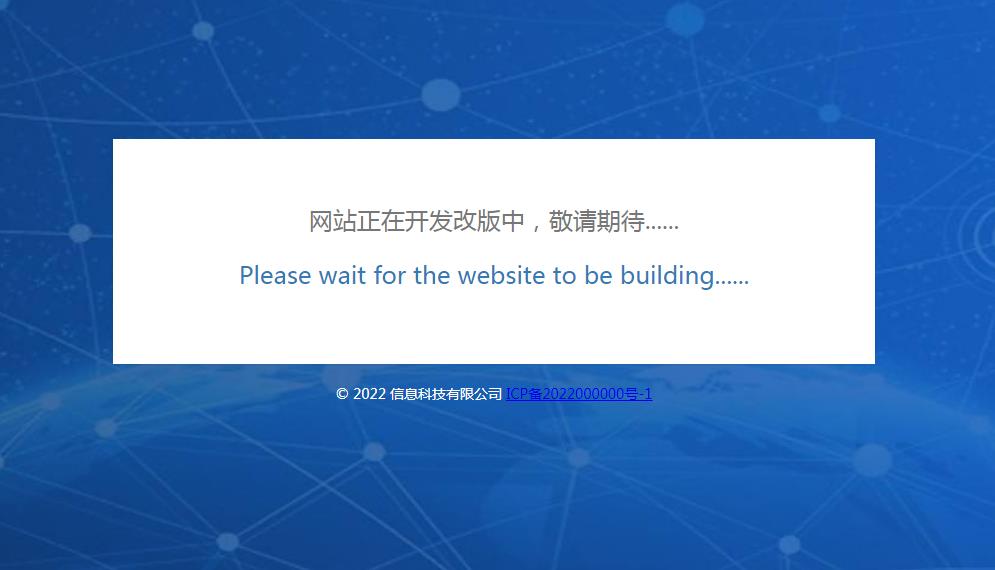 网站正在开发改版中，敬请期待......
Please wait for the website to be building......
© 2022 信息科技有限公司 ICP备2022000000号-1